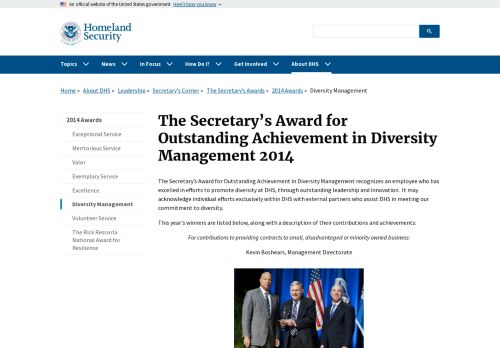 An official website of the United States government Here's how you know
Homeland
Security
Topics News In Focus How Do I? Get Involved About DHS
Home » About DHS » Leadership » Secretary's Corner » The Secretary's Awards » 2014 Awards » Diversity Management
2014 Awards
Exceptional Service
Meritorious Service
Valor
Exemplary Service
Excellence
Diversity Management
Volunteer Service
The Rick Rescorla
National Award for
Resilience
The Secretary’s Award for
Outstanding Achievement in Diversity
Management 2014
The Secretary’s Award for Outstanding Achievement in Diversity Management recognizes an employee who has
excelled in efforts to promote diversity at DHS, through outstanding leadership and innovation. It may
acknowledge individual efforts exclusively within DHS with external partners who assist DHS in meeting our
commitment to diversity.
This year's winners are listed below, along with a description of their contributions and achievements:
For contributions to providing contracts to small, disadvantaged or minority owned business:
Kevin Boshears, Management Directorate